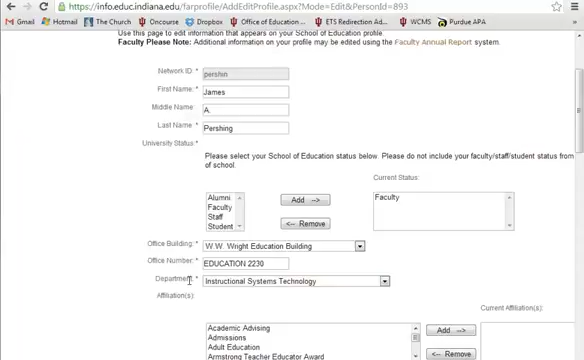 https://info.educ.indiana.edu/farprofile/AddEditProfile.aspx?Mode=Edit&PersonId=893
Gmail Hotmail The Church Oncourse Dropbox Office of Education ... ETS Redirection Ad... WCMS Purdue APA
Use this page to edit information that appears on your School of Education profile.
Faculty Please Note: Additional information on your profile may be edited using the Faculty Annual Report system.
Network ID: * pershin
First Name: * James
Middle Name: A.
Last Name: * Pershing
University Status *
Please select your School of Education status below. Please do not include your faculty/staff/student status from
of school.
Current Status:
Alumni
Faculty
Staff
Student
Add -->
<-- Remove
Faculty
Office Building: * W.W. Wright Education Building
Office Number: * EDUCATION 2230
Department: * Instructional Systems Technology
Affiliation(s):
Current Affiliation(s):
Academic Advising
Admissions
Adult Education
Armstrong Teacher Educator Award
Add -->
<-- Remove